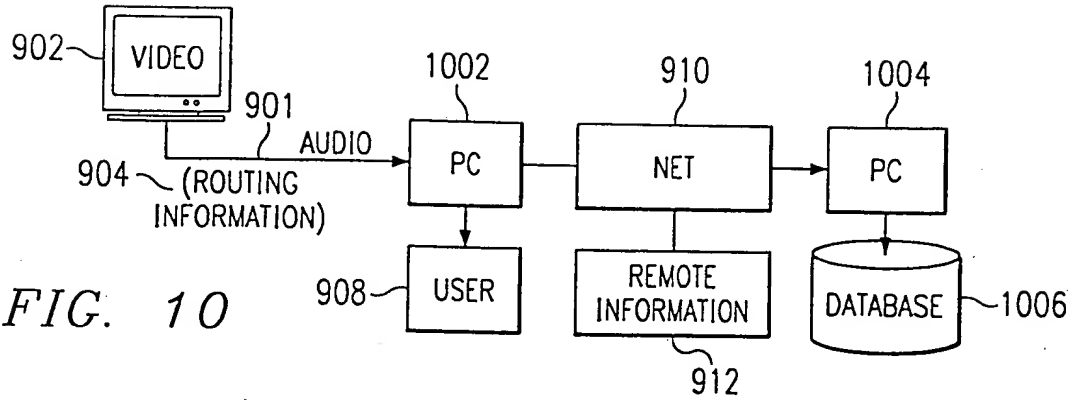 902
VIDEO
901
AUDIO
904
(ROUTING
INFORMATION)
1002
PC
910
NET
1004
PC
908
USER
REMOTE
INFORMATION
912
DATABASE
1006
FIG. 10